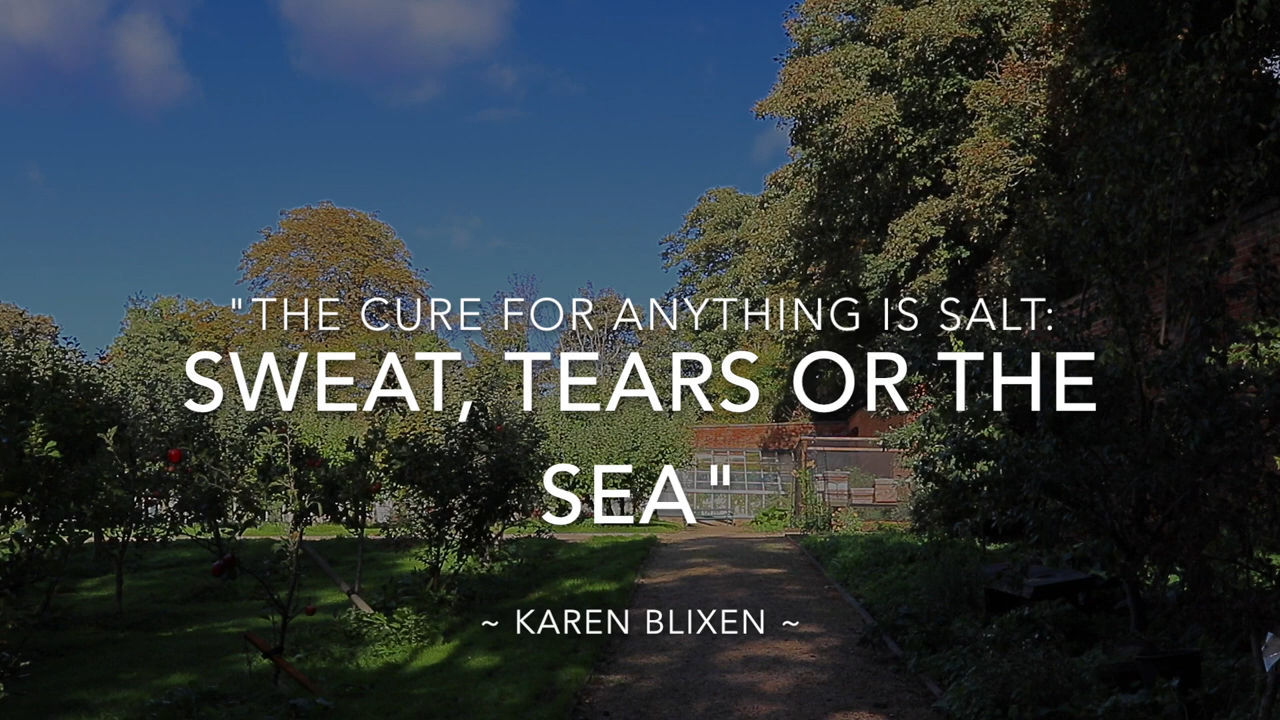 "THE CURE FOR ANYTHING IS SALT:
SWEAT, TEARS OR THE
SEA"
~ KAREN BLIXEN ~